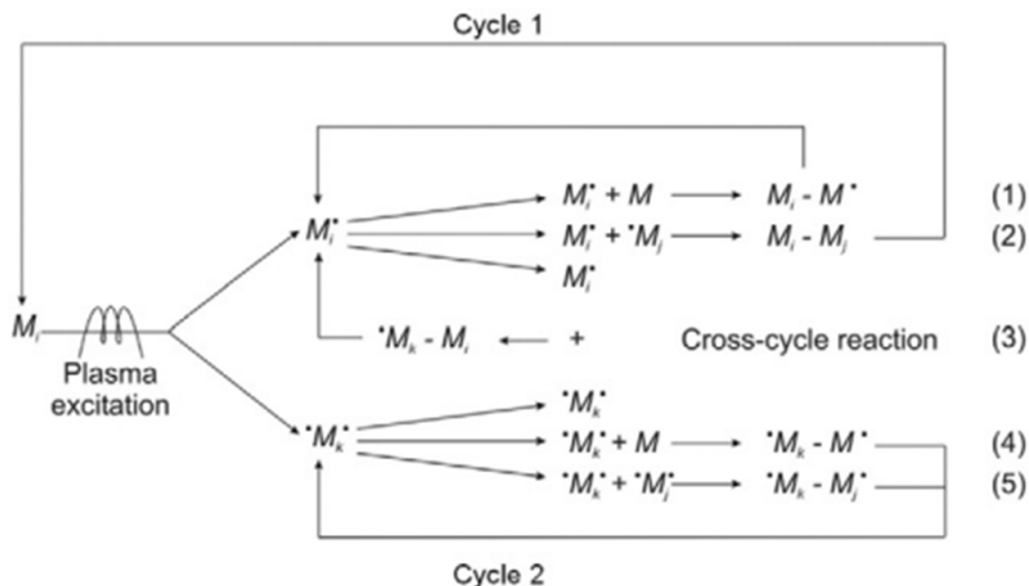 Cycle 1
Mᵢ• + M Mᵢ - M• (1)
Mᵢ• Mᵢ• + •Mⱼ Mᵢ - Mⱼ (2)
Mᵢ•
Mᵢ •Mₖ - Mᵢ + Cross-cycle reaction (3)
Plasma
excitation
•Mₖ•
•Mₖ• •Mₖ• + M •Mₖ - M• (4)
•Mₖ• + •Mⱼ• •Mₖ - Mⱼ• (5)
Cycle 2